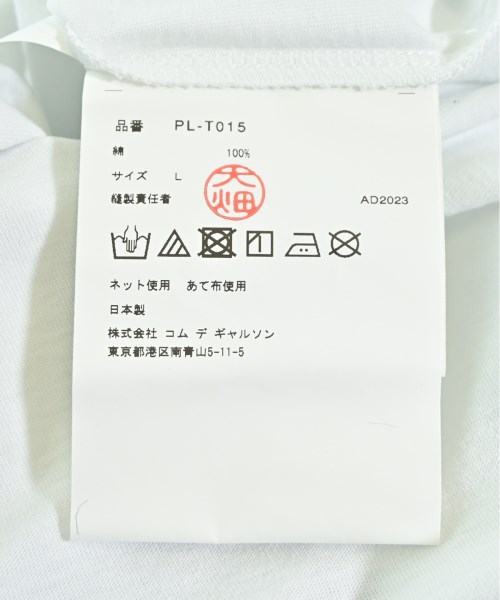 品番 PL-T015
綿 100%
サイズ L
大畑
縫製責任者 AD2023
ネット使用 あて布使用
日本製
株式会社 コム デ ギャルソン
東京都港区南青山5-11-5